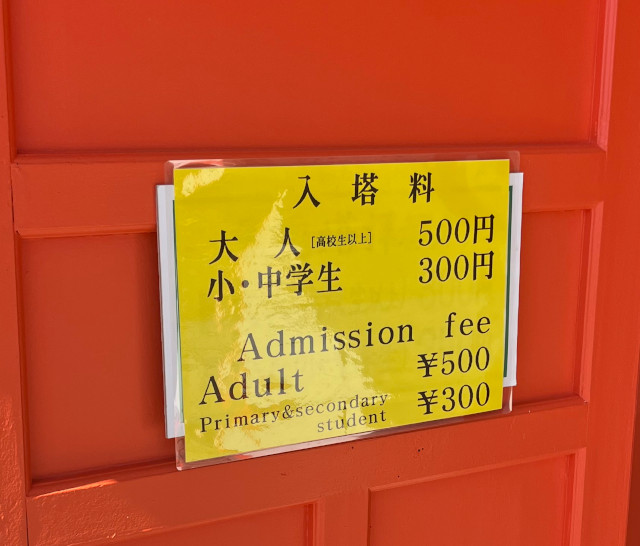 入塔料
大人[高校生以上] 500円
小・中学生 300円
Admission fee
Adult ¥500
Primary&secondary student ¥300